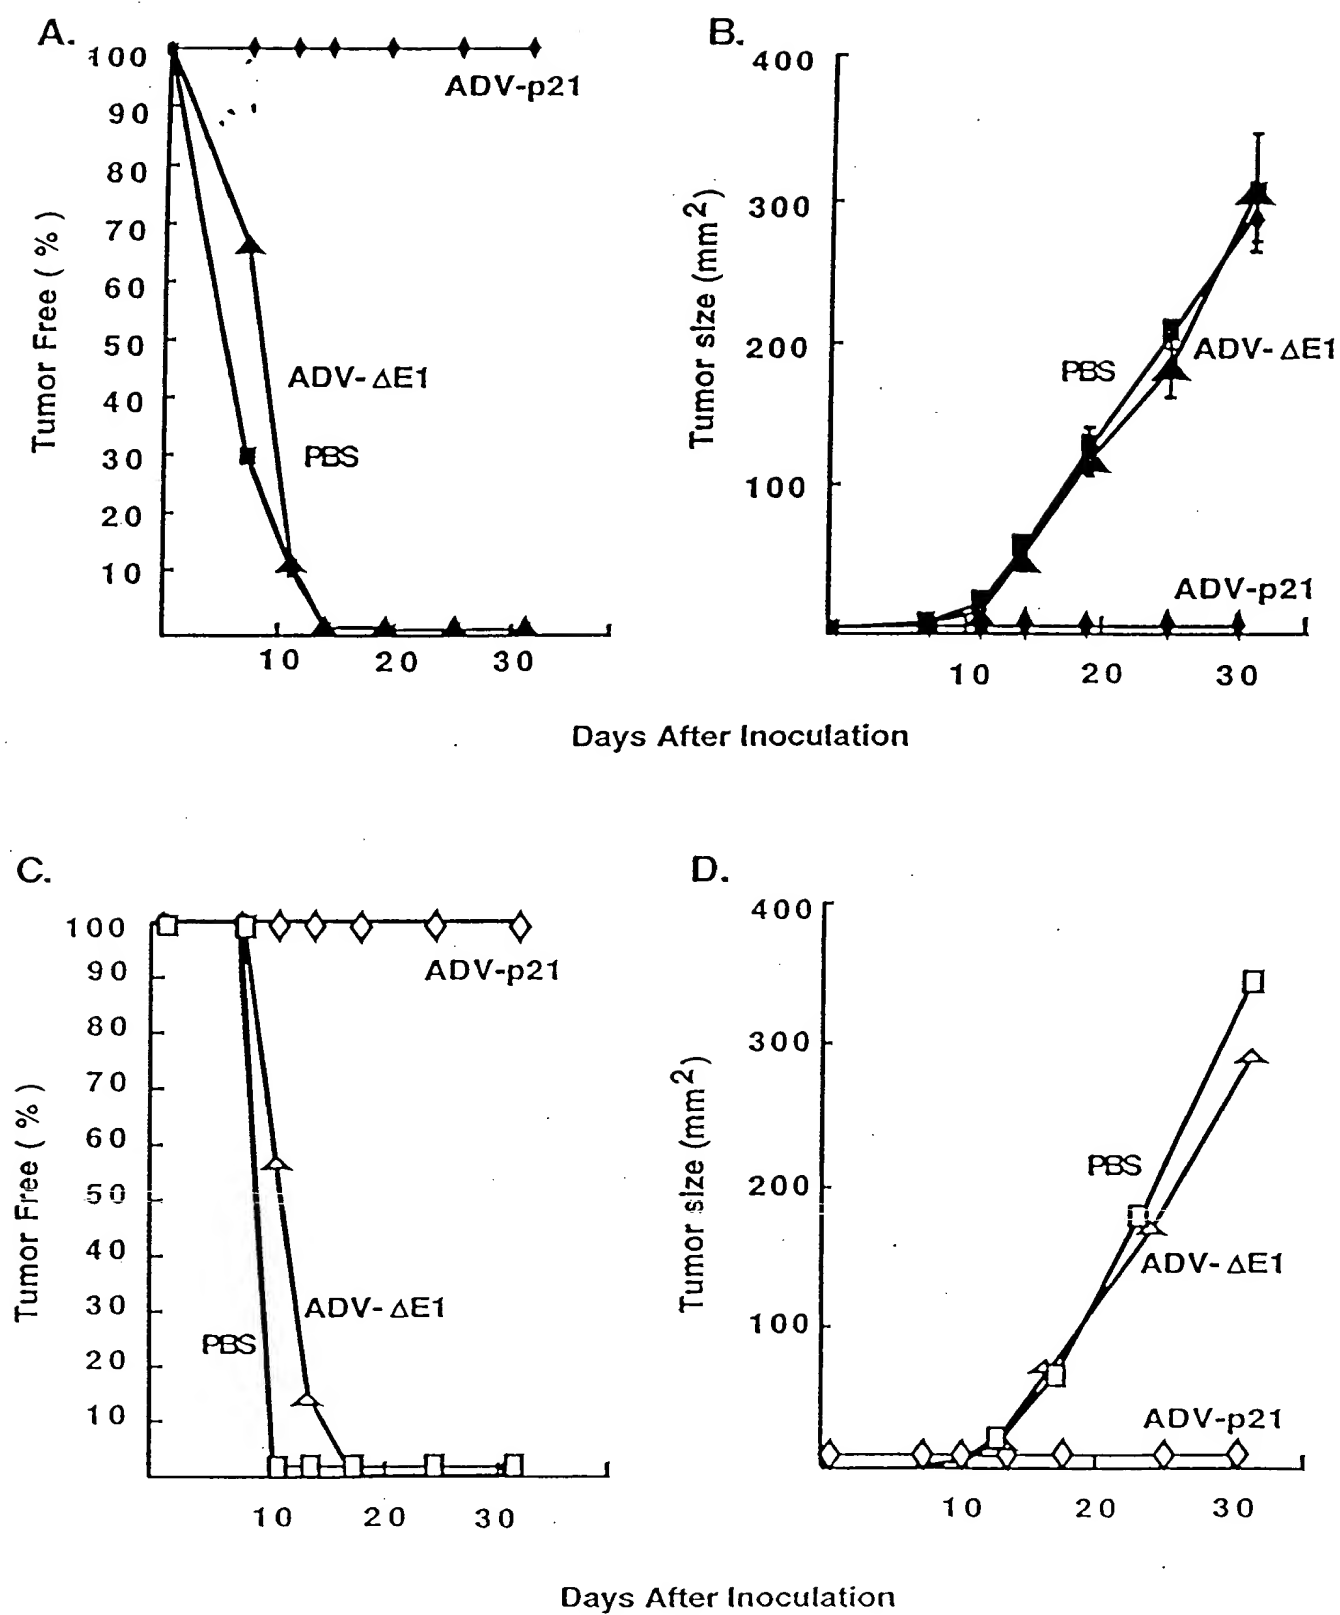 A.
100
90
80
70
60
50
40
30
20
10
Tumor Free ( % )
ADV-p21
ADV-ΔE1
PBS
10 20 30
B.
400
300
200
100
Tumor size (mm²)
PBS
ADV-ΔE1
ADV-p21
10 20 30
Days After Inoculation
C.
100
90
80
70
60
50
40
30
20
10
Tumor Free ( % )
ADV-p21
ADV-ΔE1
PBS
10 20 30
D.
400
300
200
100
Tumor size (mm²)
PBS
ADV-ΔE1
ADV-p21
10 20 30
Days After Inoculation